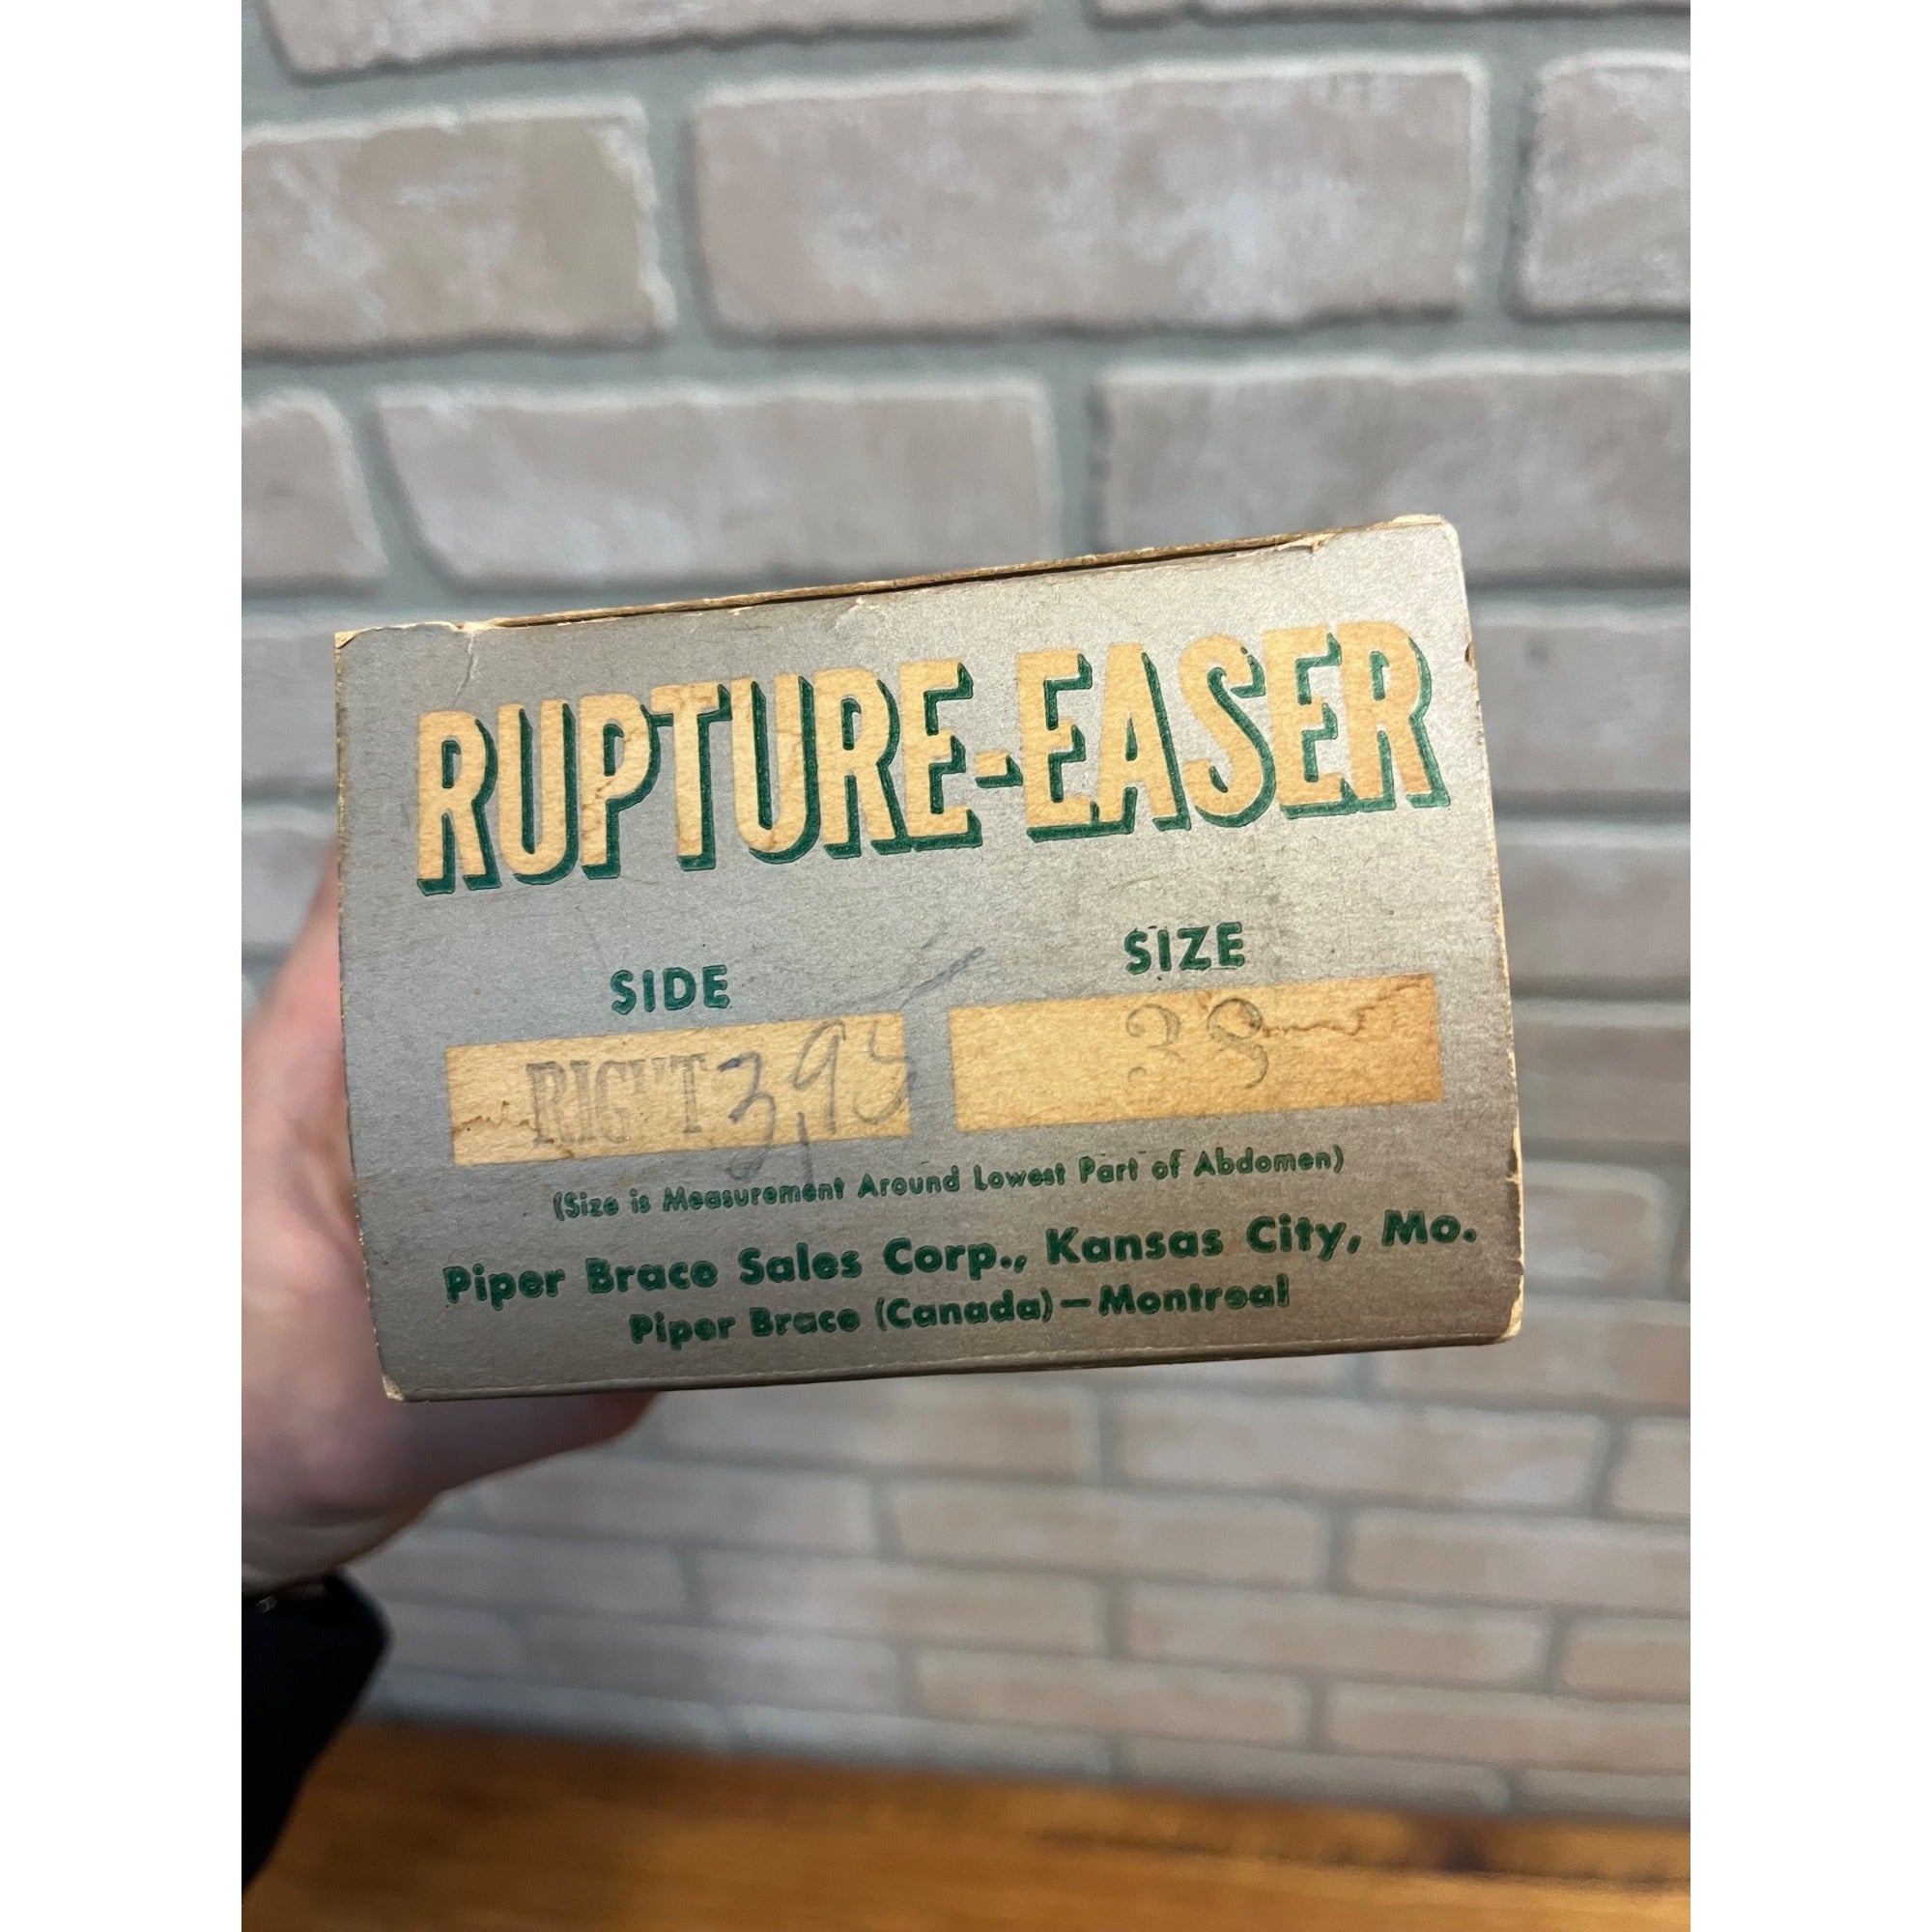 RUPTURE-EASER
SIDE SIZE
RIGHT 3,95 38
(Size is Measurement Around Lowest Part of Abdomen)
Piper Brace Sales Corp., Kansas City, Mo.
Piper Brace (Canada)—Montreal